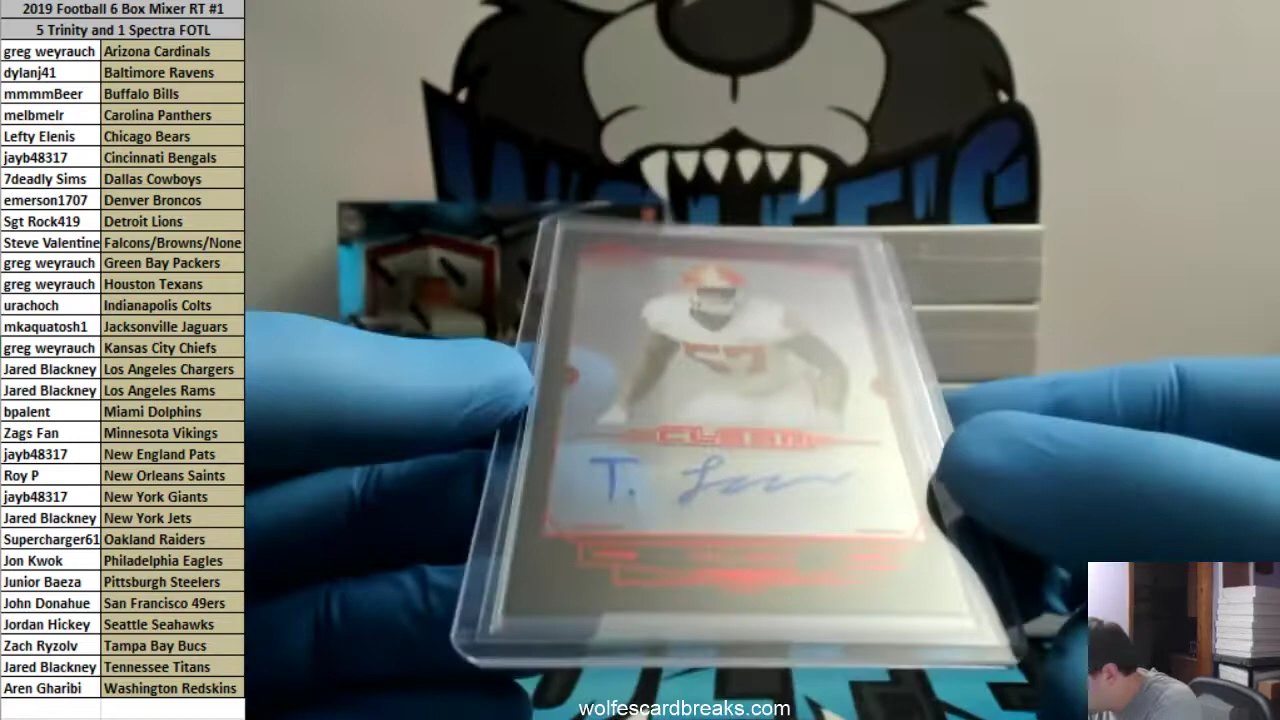 2019 Football 6 Box Mixer RT #1
5 Trinity and 1 Spectra FOTL
greg weyrauch Arizona Cardinals
dylanj41 Baltimore Ravens
mmmmBeer Buffalo Bills
melbmelr Carolina Panthers
Lefty Elenis Chicago Bears
jayb48317 Cincinnati Bengals
7deadly Sims Dallas Cowboys
emerson1707 Denver Broncos
Sgt Rock419 Detroit Lions
Steve Valentine Falcons/Browns/None
greg weyrauch Green Bay Packers
greg weyrauch Houston Texans
urachoch Indianapolis Colts
mkaquatosh1 Jacksonville Jaguars
greg weyrauch Kansas City Chiefs
Jared Blackney Los Angeles Chargers
Jared Blackney Los Angeles Rams
bpalent Miami Dolphins
Zags Fan Minnesota Vikings
jayb48317 New England Pats
Roy P New Orleans Saints
jayb48317 New York Giants
Jared Blackney New York Jets
Supercharger61 Oakland Raiders
Jon Kwok Philadelphia Eagles
Junior Baeza Pittsburgh Steelers
John Donahue San Francisco 49ers
Jordan Hickey Seattle Seahawks
Zach Ryzolv Tampa Bay Bucs
Jared Blackney Tennessee Titans
Aren Gharibi Washington Redskins
T.
wolfescardbreaks.com